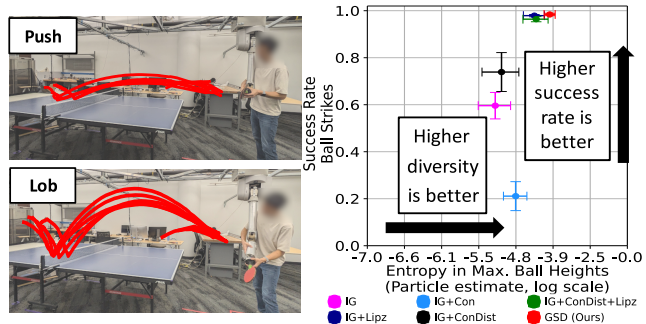 Push
Lob
Success Rate
Ball Strikes
1.0
0.8
0.6
0.4
0.2
0.0
Higher
success
rate is
better
Higher
diversity
is better
-7.0
-6.6
-6.1
-5.5
-4.8
-3.9
-2.5
-0.0
Entropy in Max. Ball Heights
(Particle estimate, log scale)
IG
IG+Con
IG+ConDist+Lipz
IG+Lipz
IG+ConDist
GSD (Ours)